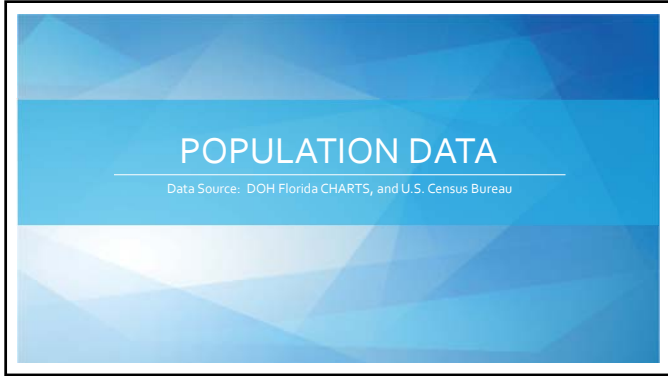 POPULATION DATA
Data Source: DOH Florida CHARTS, and U.S. Census Bureau